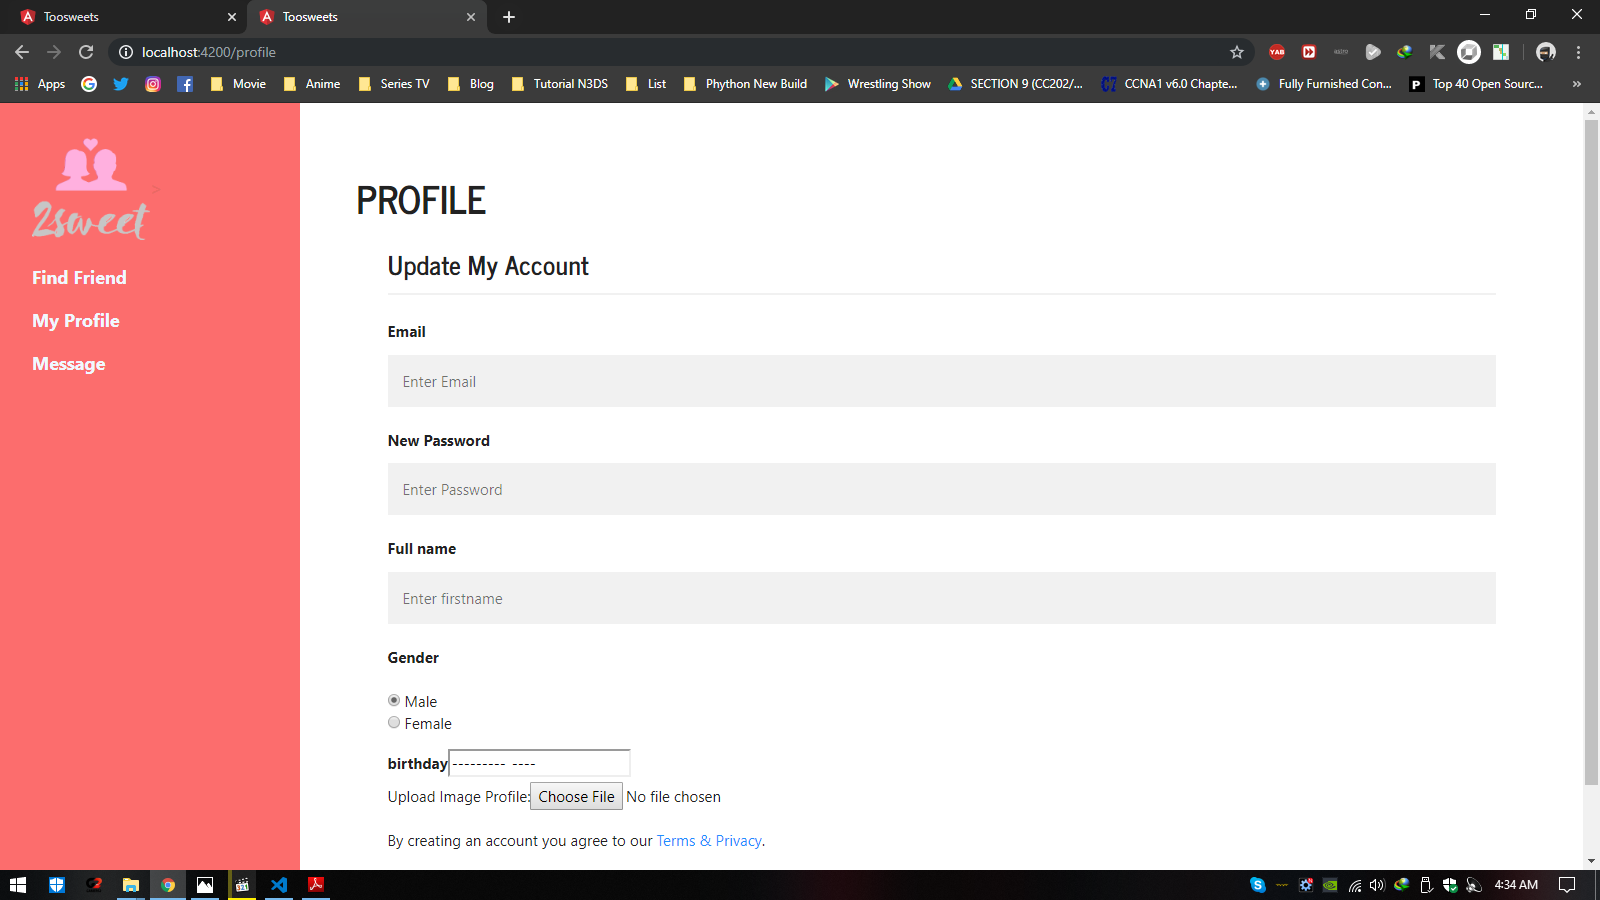 Toosweets
Toosweets
localhost:4200/profile
Apps
Movie
Anime
Series TV
Blog
Tutorial N3DS
List
Phython New Build
Wrestling Show
SECTION 9 (CC202/...
CCNA1 v6.0 Chapte...
Fully Furnished Con...
Top 40 Open Sourc...
>
2sweet
Find Friend
My Profile
Message
PROFILE
Update My Account
Email
Enter Email
New Password
Enter Password
Full name
Enter firstname
Gender
Male
Female
birthday --------- ----
Upload Image Profile: Choose File No file chosen
By creating an account you agree to our Terms & Privacy.
4:34 AM